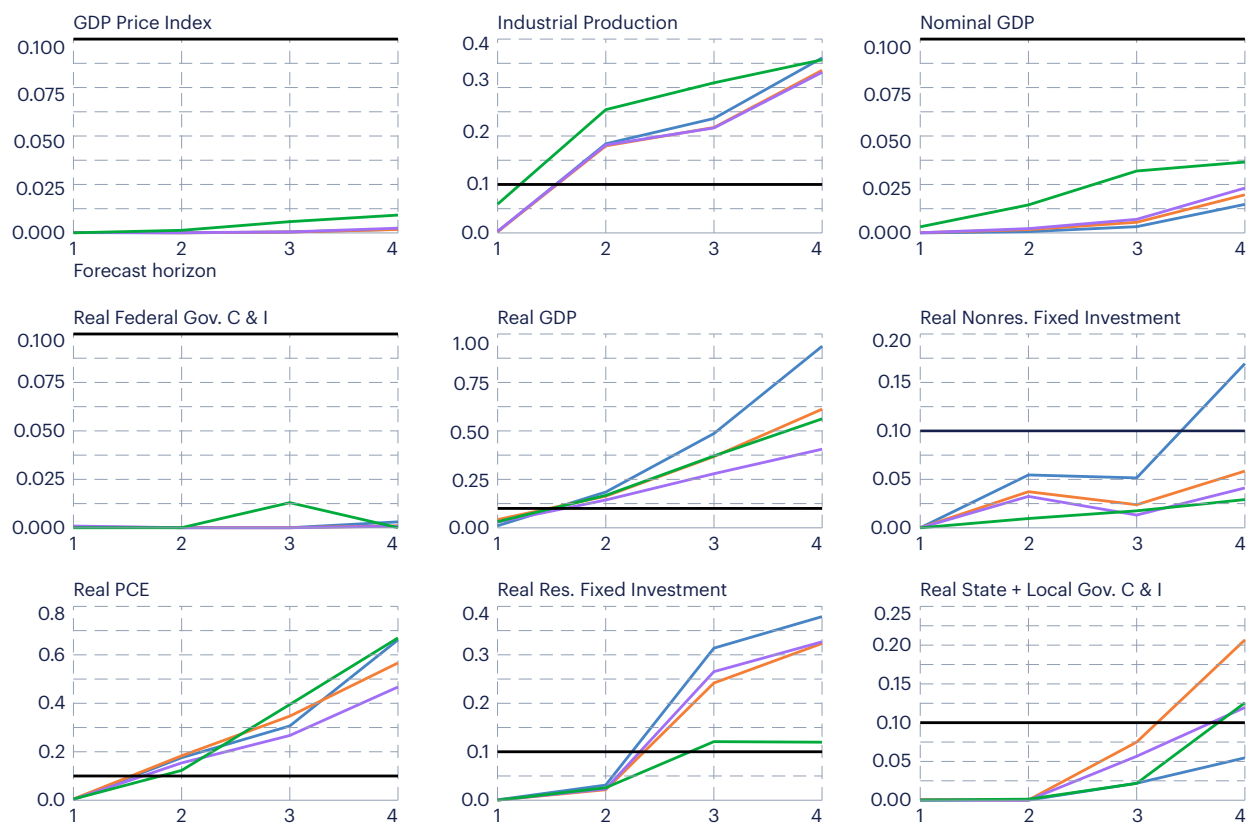 GDP Price Index
0.100
0.075
0.050
0.025
0.000
1 2 3 4
Forecast horizon
Industrial Production
0.4
0.3
0.2
0.1
0.0
1 2 3 4
Nominal GDP
0.100
0.075
0.050
0.025
0.000
1 2 3 4
Real Federal Gov. C & I
0.100
0.075
0.050
0.025
0.000
1 2 3 4
Real GDP
1.00
0.75
0.50
0.25
0.00
1 2 3 4
Real Nonres. Fixed Investment
0.20
0.15
0.10
0.05
0.00
1 2 3 4
Real PCE
0.8
0.6
0.4
0.2
0.0
1 2 3 4
Real Res. Fixed Investment
0.4
0.3
0.2
0.1
0.0
1 2 3 4
Real State + Local Gov. C & I
0.25
0.20
0.15
0.10
0.05
0.00
1 2 3 4